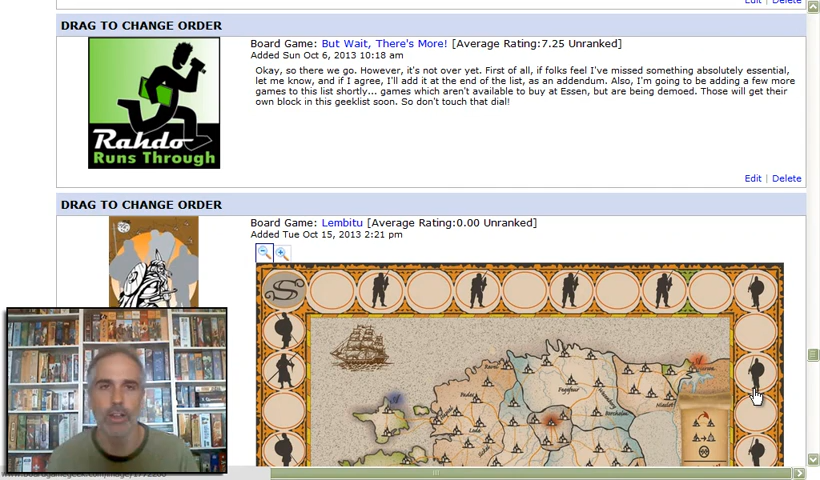 Edit | Delete
DRAG TO CHANGE ORDER
Board Game: But Wait, There's More! [Average Rating:7.25 Unranked]
Added Sun Oct 6, 2013 10:18 am
Okay, so there we go. However, it's not over yet. First of all, if folks feel I've missed something absolutely essential,
let me know, and if I agree, I'll add it at the end of the list, as an addendum. Also, I'm going to be adding a few more
games to this list shortly... games which aren't available to buy at Essen, but are being demoed. Those will get their
own block in this geeklist soon. So don't touch that dial!
Rahdo
Runs Through
Edit | Delete
DRAG TO CHANGE ORDER
Board Game: Lembitu [Average Rating:0.00 Unranked]
Added Tue Oct 15, 2013 2:21 pm
S